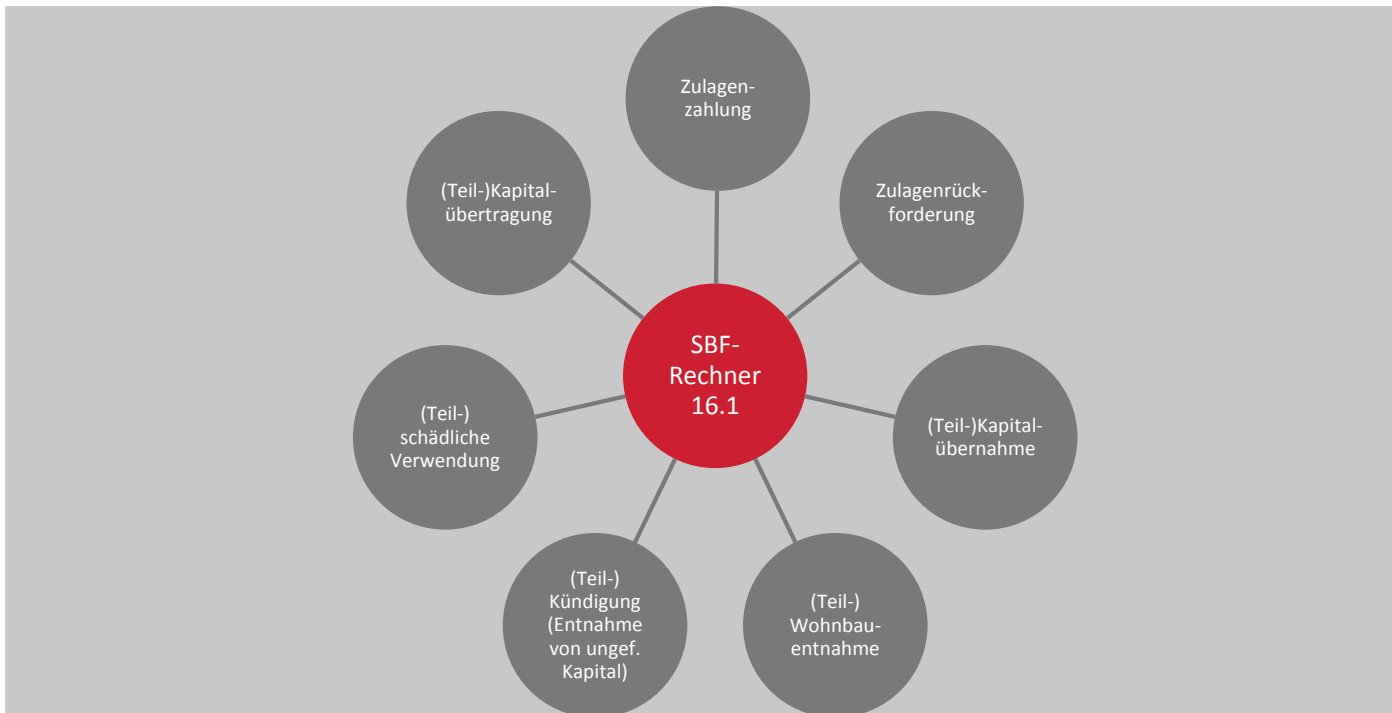 Zulagen-
zahlung
Zulagenrück-
forderung
(Teil-)Kapital-
übernahme
(Teil-)
Wohnbau-
entnahme
(Teil-)
Kündigung
(Entnahme
von ungef.
Kapital)
(Teil-)
schädliche
Verwendung
(Teil-)Kapital-
übertragung
SBF-
Rechner
16.1